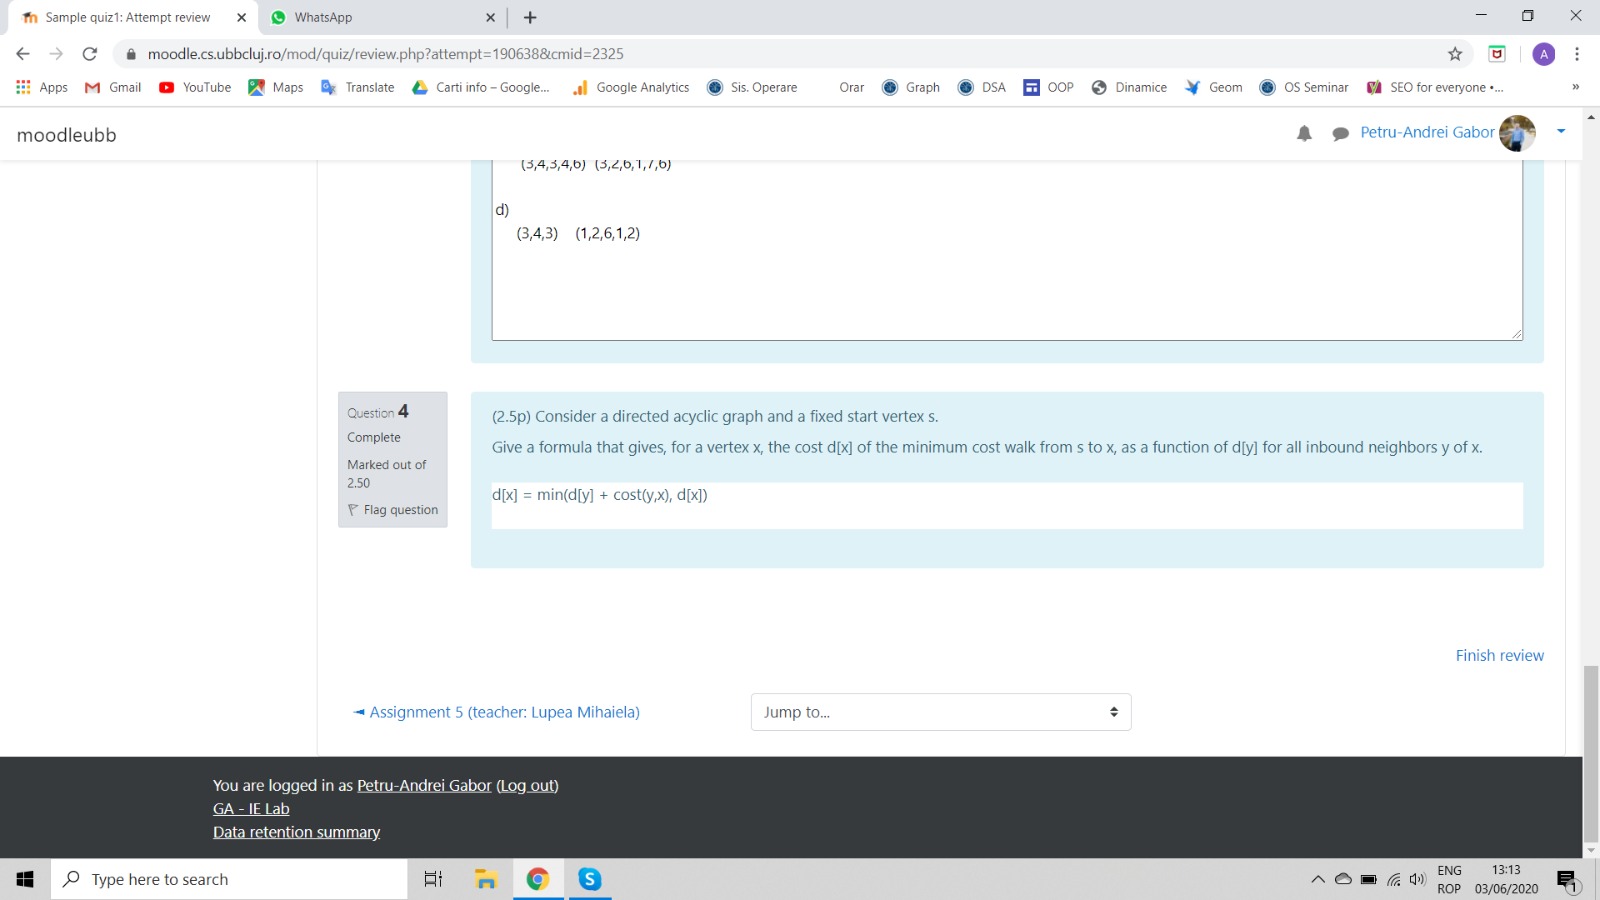 Sample quiz1: Attempt review
WhatsApp
moodle.cs.ubbcluj.ro/mod/quiz/review.php?attempt=190638&cmid=2325
A
Apps Gmail YouTube Maps Translate Carti info – Google... Google Analytics Sis. Operare Orar Graph DSA OOP Dinamice Geom OS Seminar SEO for everyone •... »
moodleubb
Petru-Andrei Gabor
(3,4,3,4,6) (3,2,6,1,7,6)
d)
(3,4,3) (1,2,6,1,2)
Question 4
Complete
Marked out of
2.50
Flag question
(2.5p) Consider a directed acyclic graph and a fixed start vertex s.
Give a formula that gives, for a vertex x, the cost d[x] of the minimum cost walk from s to x, as a function of d[y] for all inbound neighbors y of x.
d[x] = min(d[y] + cost(y,x), d[x])
Finish review
◄ Assignment 5 (teacher: Lupea Mihaiela)
Jump to...
You are logged in as Petru-Andrei Gabor (Log out)
GA - IE Lab
Data retention summary
Type here to search
S
ENG
ROP
13:13
03/06/2020
1